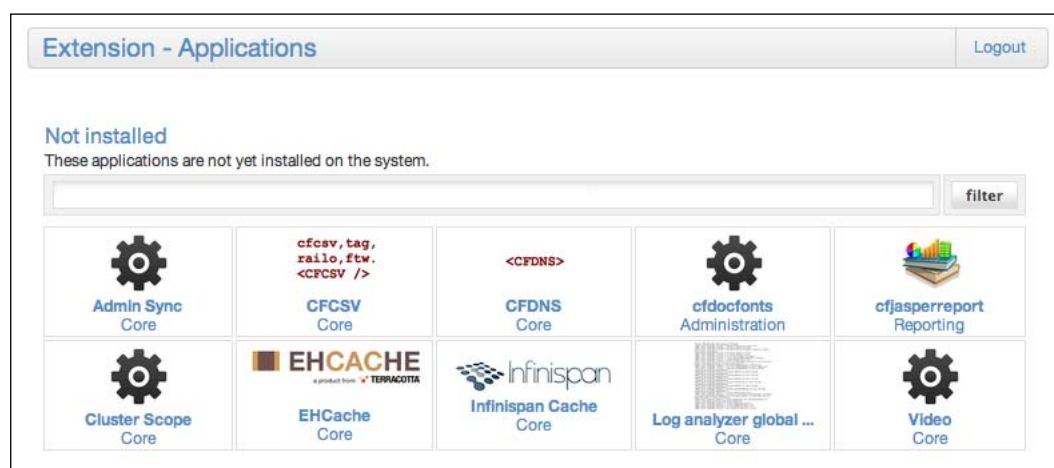 Extension - Applications
Logout
Not installed
These applications are not yet installed on the system.
filter
cfcsv,tag,
railo,ftw.
<CFCSV />
<CFDNS>
Admin Sync
Core
CFCSV
Core
CFDNS
Core
cfdocfonts
Administration
cfjasperreport
Reporting
EHCACHE
a product from TERRACOTTA
Infinispan
Cluster Scope
Core
EHCache
Core
Infinispan Cache
Core
Log analyzer global ...
Core
Video
Core